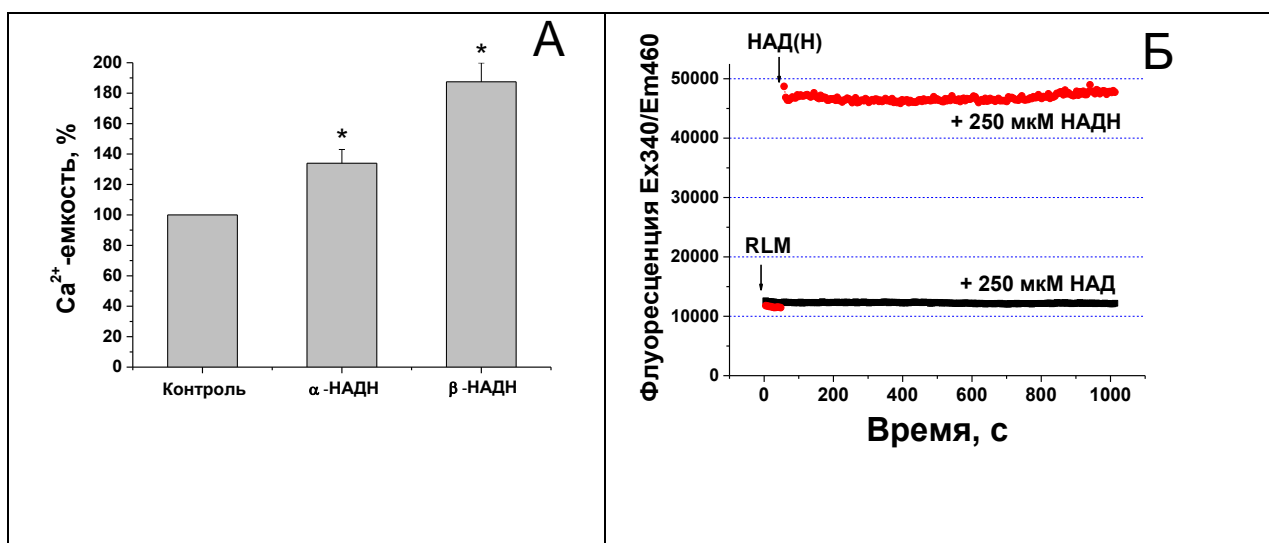 А
Ca²⁺-емкость, %
200
180
160
140
120
100
80
60
40
20
0
*
*
Контроль
α -НАДН
β -НАДН
Б
Флуоресценция Ex340/Em460
50000
40000
30000
20000
10000
0
НАД(Н)
+ 250 мкМ НАДН
RLM
+ 250 мкМ НАД
0 200 400 600 800 1000
Время, с